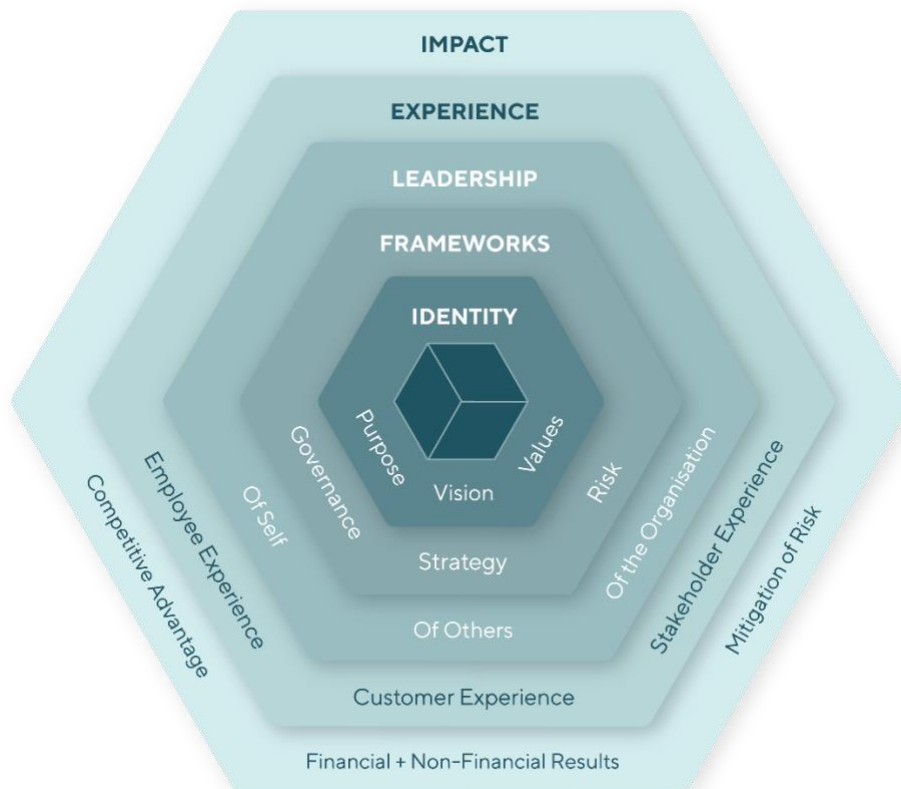 IMPACT
EXPERIENCE
LEADERSHIP
FRAMEWORKS
IDENTITY
Purpose
Vision
Values
Governance
Strategy
Risk
Of Self
Of Others
Of the Organisation
Employee Experience
Customer Experience
Stakeholder Experience
Competitive Advantage
Financial + Non-Financial Results
Mitigation of Risk